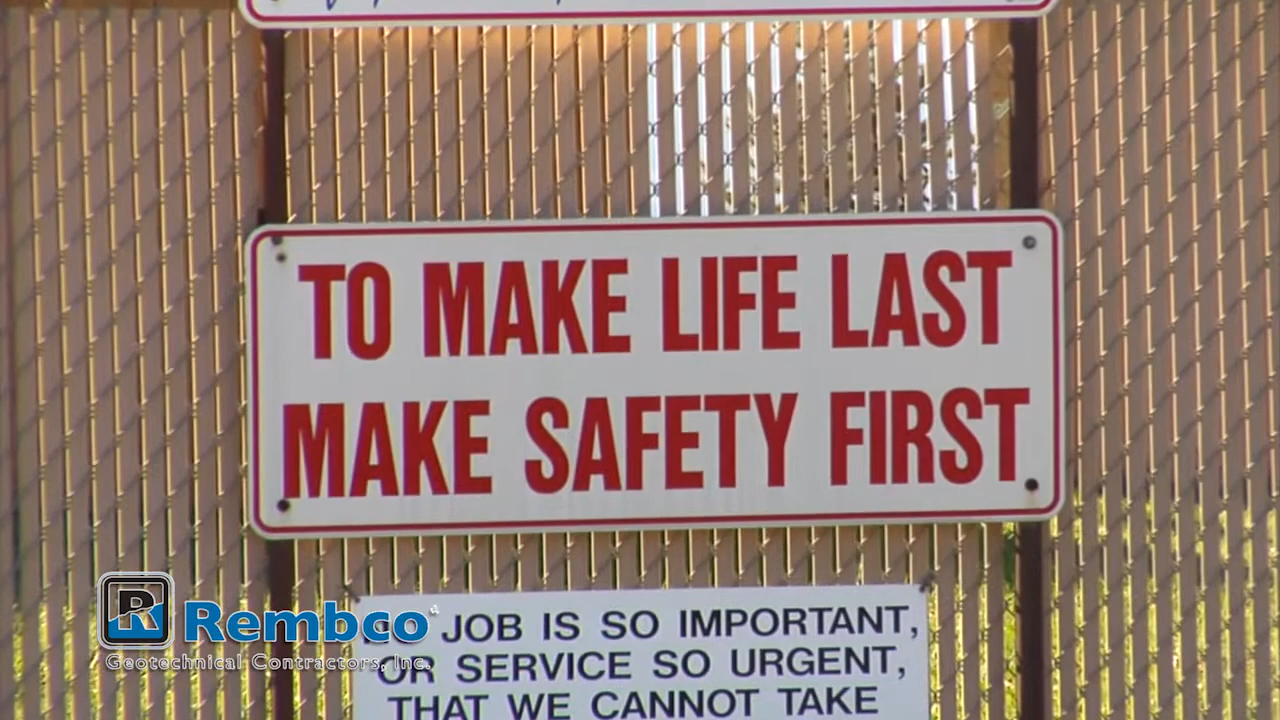 TO MAKE LIFE LAST
MAKE SAFETY FIRST
R Rembco
Geotechnical Contractors, Inc.
JOB IS SO IMPORTANT,
OR SERVICE SO URGENT,
THAT WE CANNOT TAKE